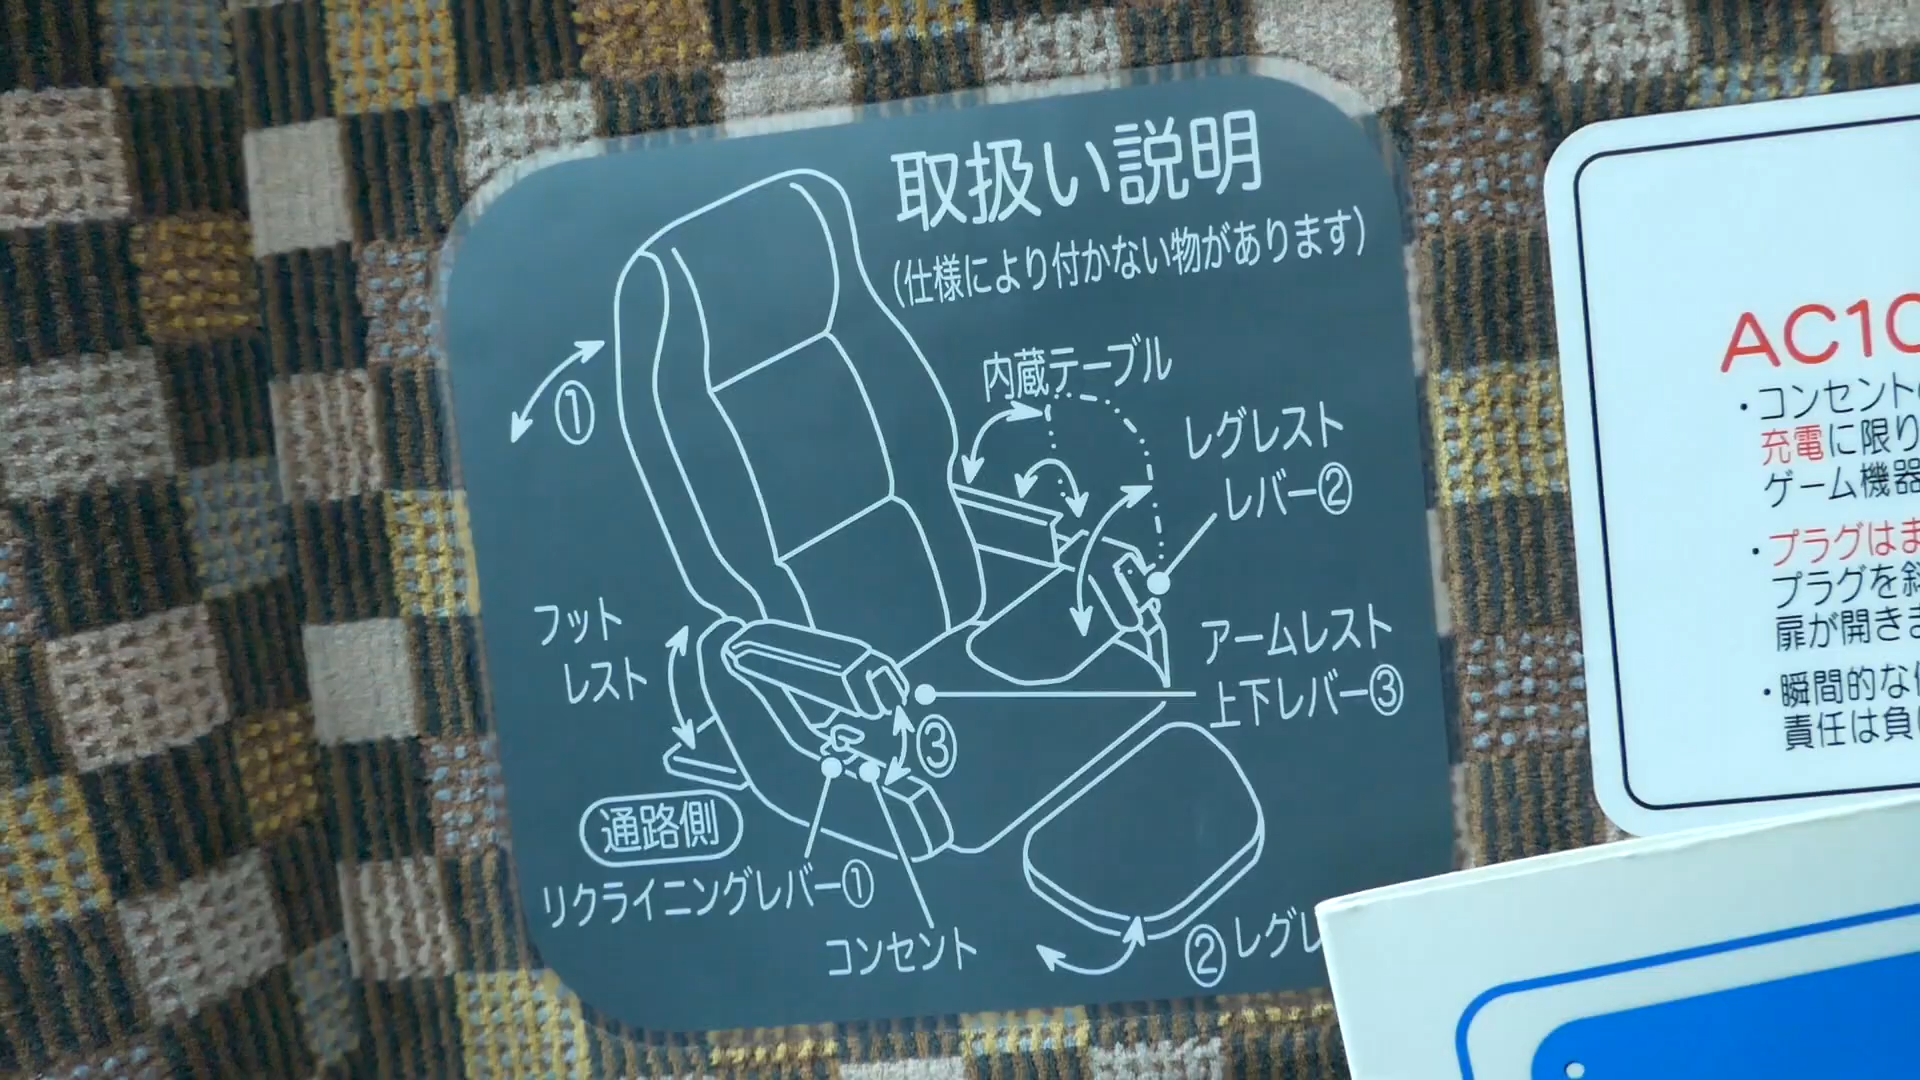 取扱い説明
(仕様により付かない物があります)
①
内蔵テーブル
レグレスト
レバー②
フット
レスト
アームレスト
上下レバー③
③
通路側
リクライニングレバー①
コンセント
②レグレ
AC10
・コンセント
充電に限り
ゲーム機器
・プラグはま
プラグを斜
扉が開きま
・瞬間的な
責任は負